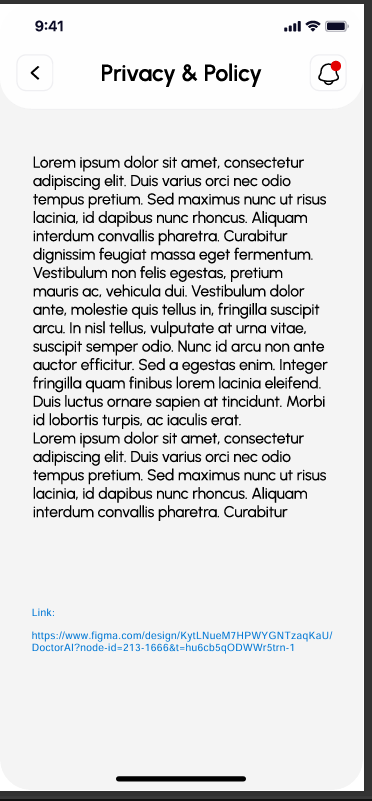 9:41
Privacy & Policy
Lorem ipsum dolor sit amet, consectetur
adipiscing elit. Duis varius orci nec odio
tempus pretium. Sed maximus nunc ut risus
lacinia, id dapibus nunc rhoncus. Aliquam
interdum convallis pharetra. Curabitur
dignissim feugiat massa eget fermentum.
Vestibulum non felis egestas, pretium
mauris ac, vehicula dui. Vestibulum dolor
ante, molestie quis tellus in, fringilla suscipit
arcu. In nisl tellus, vulputate at urna vitae,
suscipit semper odio. Nunc id arcu non ante
auctor efficitur. Sed a egestas enim. Integer
fringilla quam finibus lorem lacinia eleifend.
Duis luctus ornare sapien at tincidunt. Morbi
id lobortis turpis, ac iaculis erat.
Lorem ipsum dolor sit amet, consectetur
adipiscing elit. Duis varius orci nec odio
tempus pretium. Sed maximus nunc ut risus
lacinia, id dapibus nunc rhoncus. Aliquam
interdum convallis pharetra. Curabitur
Link:
https://www.figma.com/design/KytLNueM7HPWYGNTzaqKaU/
DoctorAI?node-id=213-1666&t=hu6cb5qODWWr5trn-1